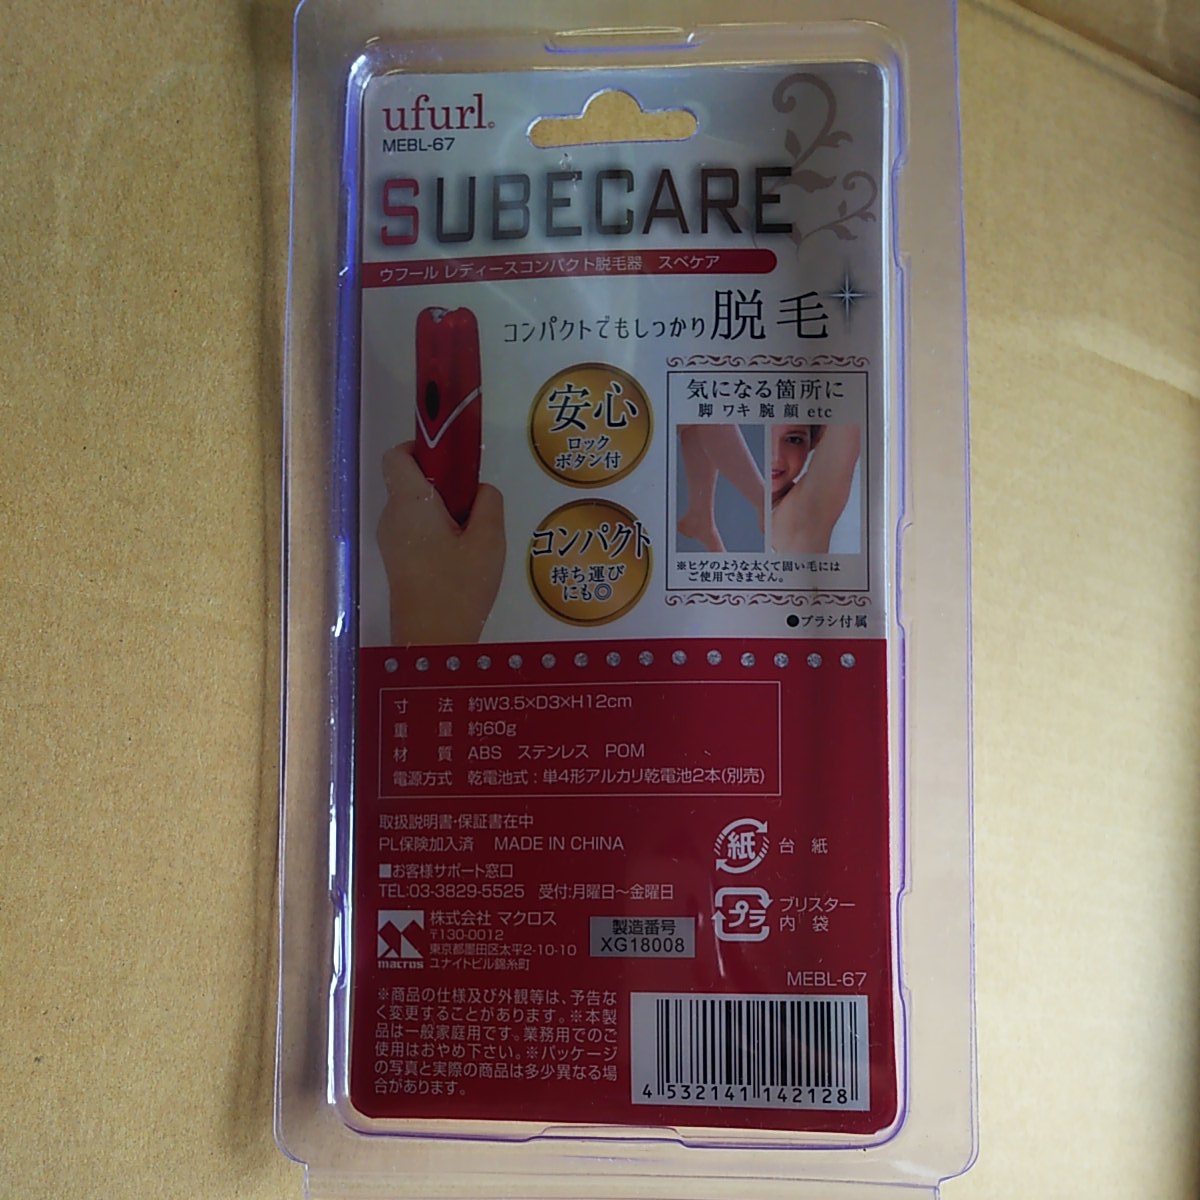 ufurl©
MEBL-67
SUBECARE
ウフール レディースコンパクト脱毛器 スベケア
コンパクトでもしっかり脱毛
安心
ロック
ボタン付
コンパクト
持ち運び
にも◎
気になる箇所に
脚 ワキ 腕 顔 etc
※ヒゲのような太くて固い毛には
ご使用できません。
●ブラシ付属
寸法 約W3.5×D3×H12cm
重量 約60g
材質 ABS ステンレス POM
電源方式 乾電池式:単4形アルカリ乾電池2本(別売)
取扱説明書・保証書在中
PL保険加入済 MADE IN CHINA
■お客様サポート窓口
TEL:03-3829-5525 受付:月曜日～金曜日
macros
株式会社 マクロス
〒130-0012
東京都墨田区太平2-10-10
ユナイトビル錦糸町
製造番号
XG18008
紙 台紙
プラ ブリスター
内袋
MEBL-67
※商品の仕様及び外観等は、予告な
く変更することがあります。※本製
品は一般家庭用です。業務用でのご
使用はおやめ下さい。※パッケージ
の写真と実際の商品は多少異なる場
合があります。
4 532141 142128